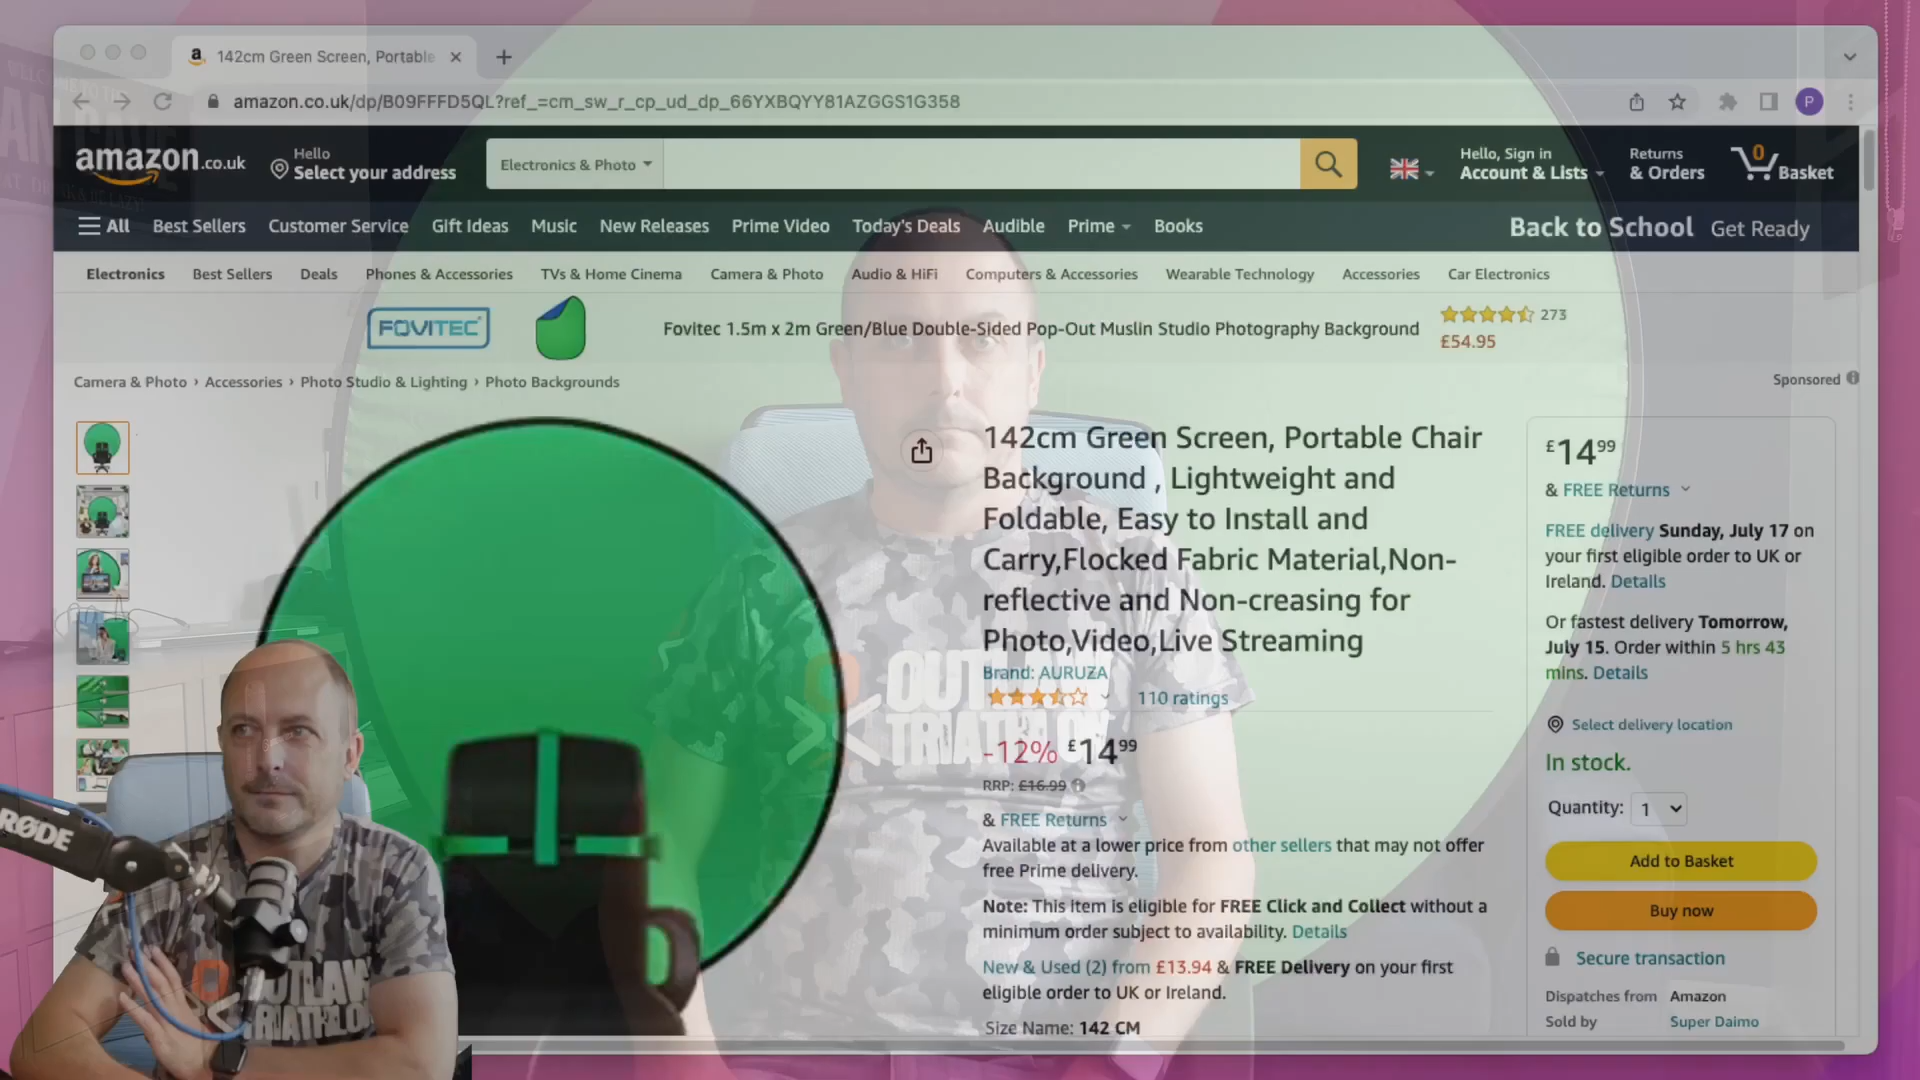 142cm Green Screen, Portable
amazon.co.uk/dp/B09FFFD5QL?ref_=cm_sw_r_cp_ud_dp_66YXBQYY81AZGGS1G358
P
amazon.co.uk
Hello
Select your address
Electronics & Photo
Hello, Sign in
Account & Lists
Returns
& Orders
0
Basket
All Best Sellers Customer Service Gift Ideas Music New Releases Prime Video Today's Deals Audible Prime Books
Back to School Get Ready
Electronics Best Sellers Deals Phones & Accessories TVs & Home Cinema Camera & Photo Audio & HiFi Computers & Accessories Wearable Technology Accessories Car Electronics
FOVITEC
Fovitec 1.5m x 2m Green/Blue Double-Sided Pop-Out Muslin Studio Photography Background
273
£54.95
Camera & Photo › Accessories › Photo Studio & Lighting › Photo Backgrounds
Sponsored
142cm Green Screen, Portable Chair
Background , Lightweight and
Foldable, Easy to Install and
Carry,Flocked Fabric Material,Non-
reflective and Non-creasing for
Photo,Video,Live Streaming
Brand: AURUZA
110 ratings
-12% £14.99
RRP: £16.99
& FREE Returns
Available at a lower price from other sellers that may not offer
free Prime delivery.
Note: This item is eligible for FREE Click and Collect without a
minimum order subject to availability. Details
New & Used (2) from £13.94 & FREE Delivery on your first
eligible order to UK or Ireland.
Size Name: 142 CM
£14.99
& FREE Returns
FREE delivery Sunday, July 17 on
your first eligible order to UK or
Ireland. Details
Or fastest delivery Tomorrow,
July 15. Order within 5 hrs 43
mins. Details
Select delivery location
In stock.
Quantity: 1
Add to Basket
Buy now
Secure transaction
Dispatches from Amazon
Sold by Super Daimo
OUTLAW
TRIATHLON
RØDE
OUTLAW
TRIATHLON